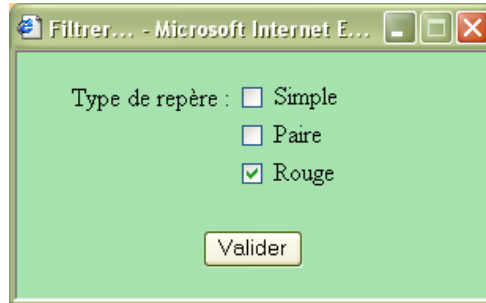 Filtrer... - Microsoft Internet E...
Type de repère : Simple
Paire
Rouge
Valider